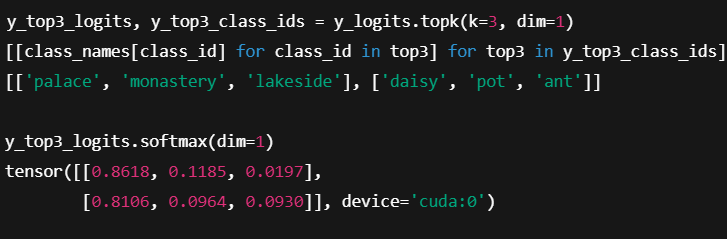 y_top3_logits, y_top3_class_ids = y_logits.topk(k=3, dim=1)
[[class_names[class_id] for class_id in top3] for top3 in y_top3_class_ids]
[['palace', 'monastery', 'lakeside'], ['daisy', 'pot', 'ant']]
y_top3_logits.softmax(dim=1)
tensor([[0.8618, 0.1185, 0.0197],
[0.8106, 0.0964, 0.0930]], device='cuda:0')